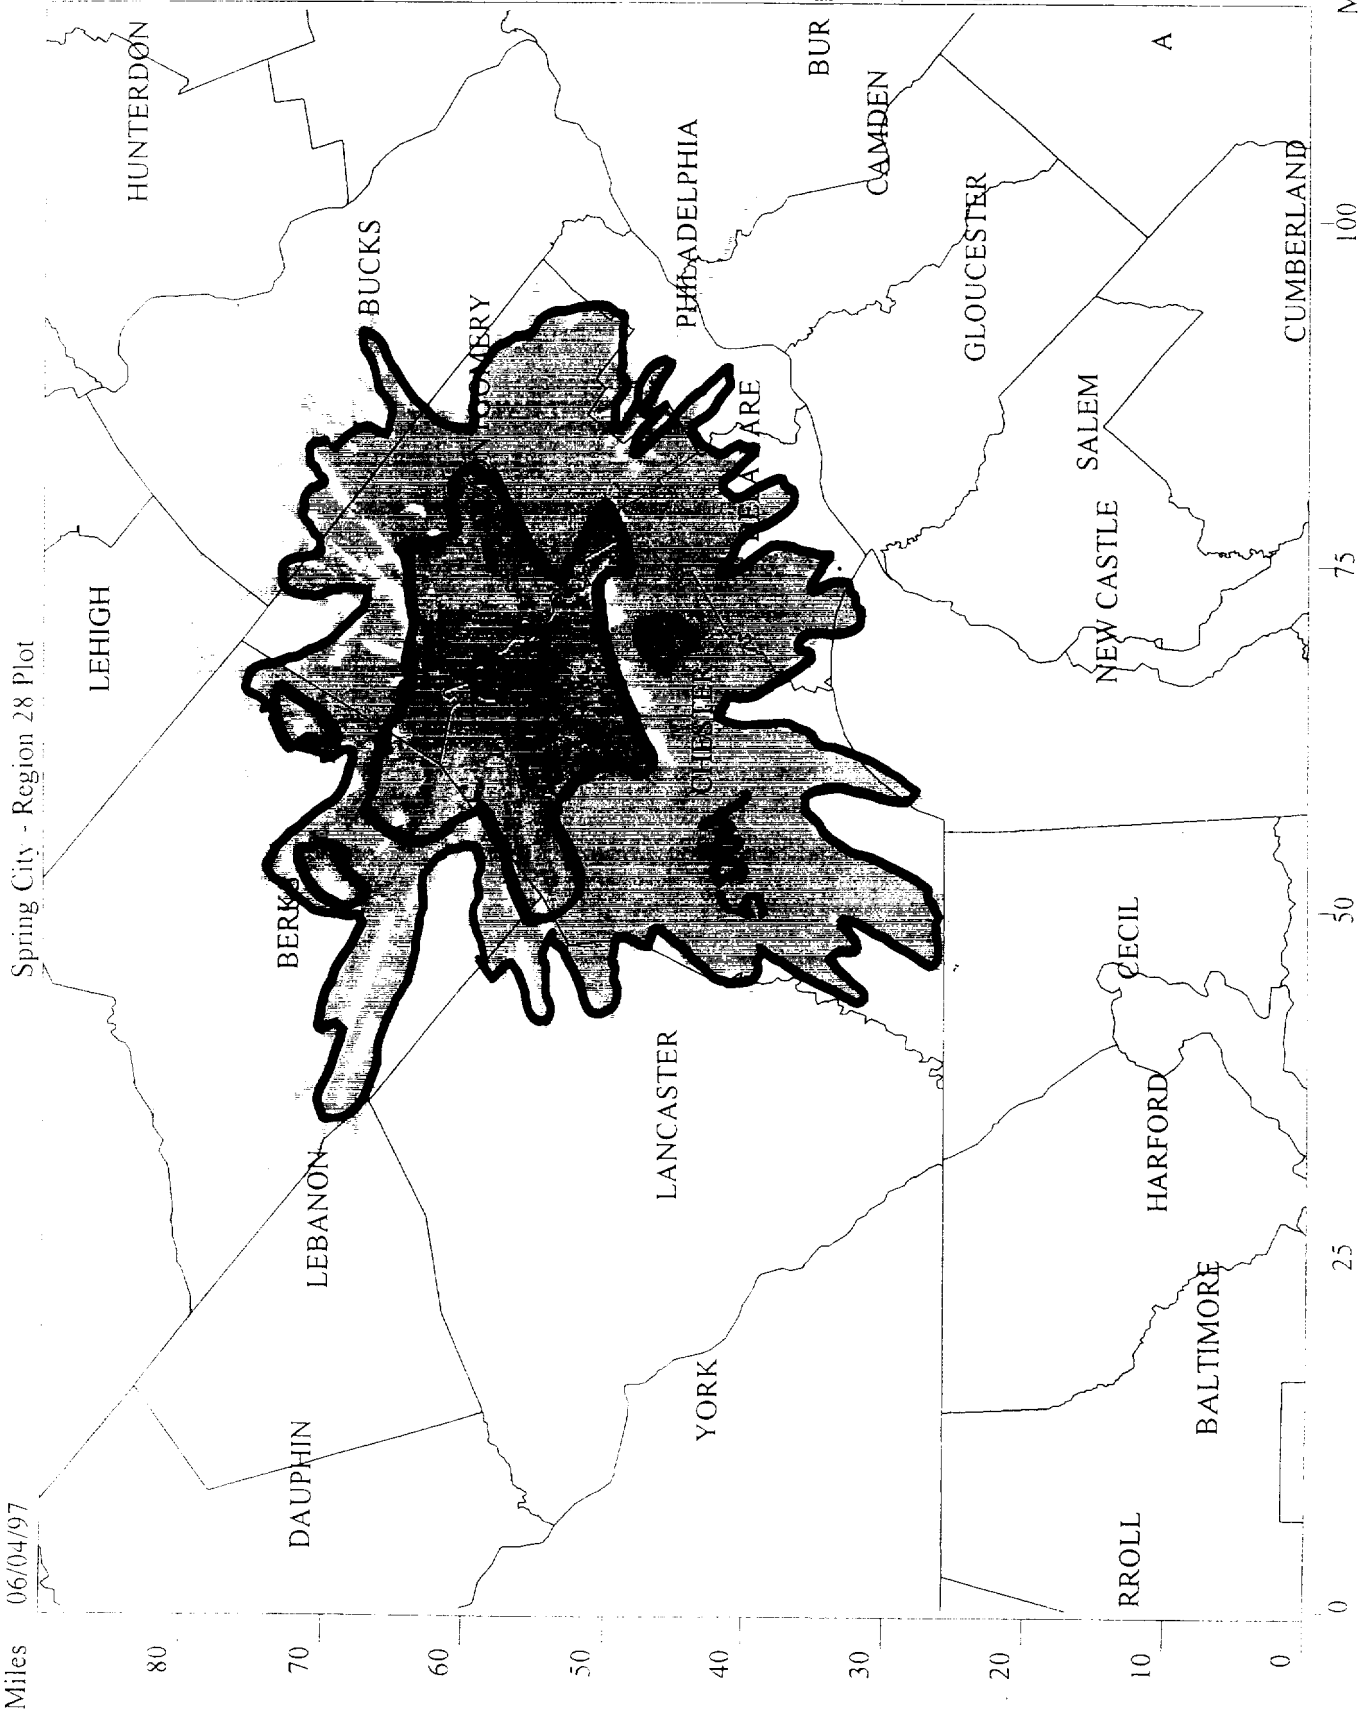 Spring City - Region 28 Plot
Miles 06/04/97
80
70
60
50
40
30
20
10
0
0
25
50
75
100
M
HUNTERDON
LEHIGH
BUCKS
BERKS
OMERY
LEBANON
DAUPHIN
PHILADELPHIA
BUR
CAMDEN
A
LANCASTER
CHESTER
GLOUCESTER
YORK
SALEM
NEW CASTLE
CECIL
HARFORD
BALTIMORE
RROLL
CUMBERLAND